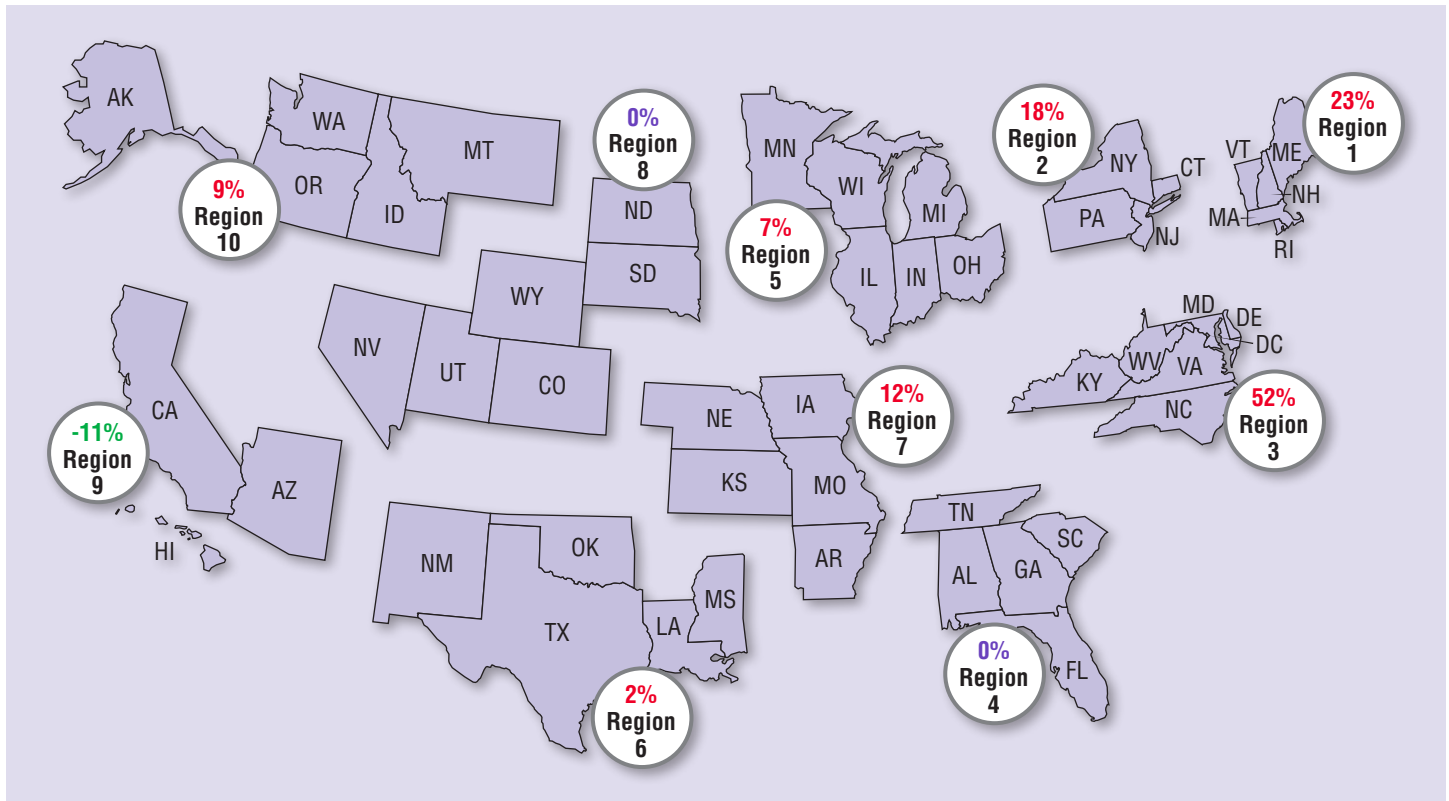 AK
WA
MT
OR
ID
9%
Region
10
0%
Region
8
ND
SD
WY
NV
UT
CO
CA
AZ
HI
-11%
Region
9
MN
WI
MI
IL
IN
OH
7%
Region
5
18%
Region
2
NY
PA
CT
NJ
23%
Region
1
VT
ME
NH
MA
RI
MD
DE
DC
WV
VA
KY
NC
52%
Region
3
NE
IA
KS
MO
AR
12%
Region
7
NM
OK
TX
LA
MS
2%
Region
6
TN
SC
AL
GA
FL
0%
Region
4